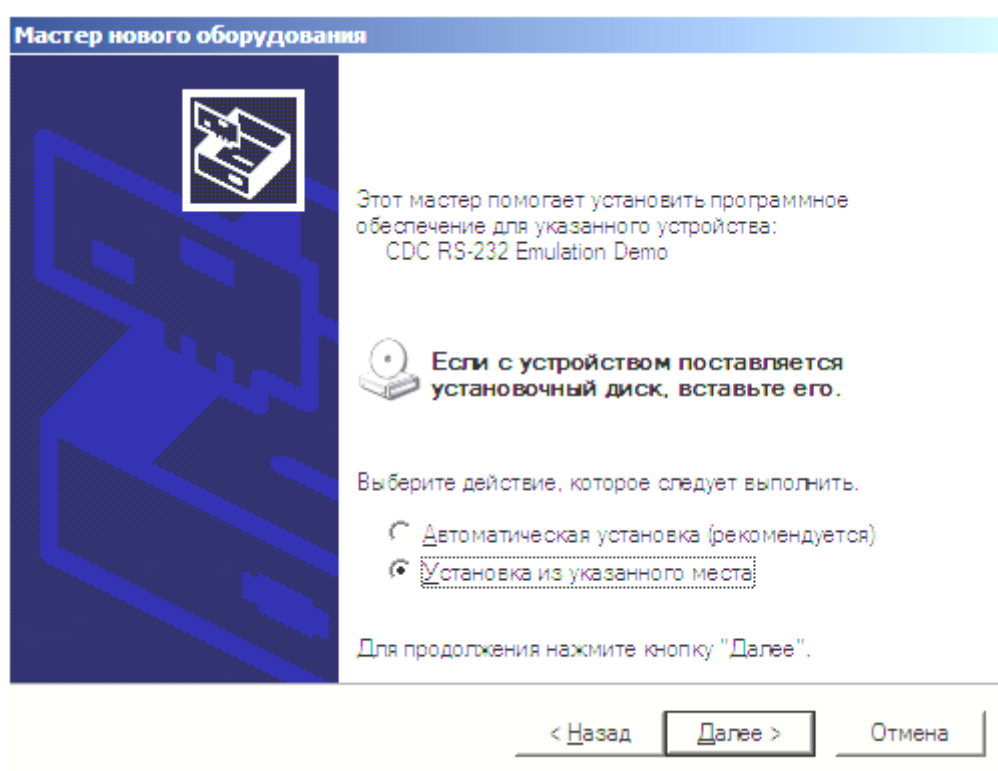 Мастер нового оборудования
Этот мастер помогает установить программное
обеспечение для указанного устройства:
CDC RS-232 Emulation Demo
Если с устройством поставляется
установочный диск, вставьте его.
Выберите действие, которое следует выполнить.
Автоматическая установка (рекомендуется)
Установка из указанного места
Для продолжения нажмите кнопку "Далее".
< Назад Далее > Отмена